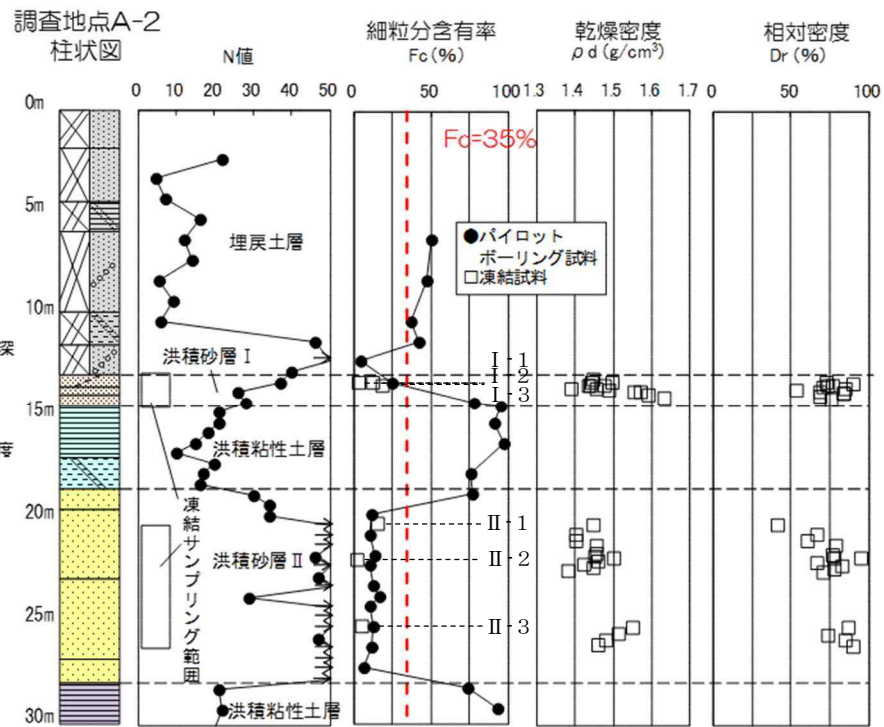 調査地点A-2
柱状図
N値
0 10 20 30 40 50
細粒分含有率
Fc(%)
0 50 100
乾燥密度
ρd(g/cm³)
1.3 1.4 1.5 1.6 1.7
相対密度
Dr(%)
0 50 100
0m
5m
10m
15m
20m
25m
30m
深
度
Fc=35%
●パイロット
ボーリング試料
□凍結試料
埋戻土層
洪積砂層Ⅰ
洪積粘性土層
洪積砂層Ⅱ
洪積粘性土層
凍結サンプリング範囲
Ⅰ-1
Ⅰ-2
Ⅰ-3
Ⅱ-1
Ⅱ-2
Ⅱ-3